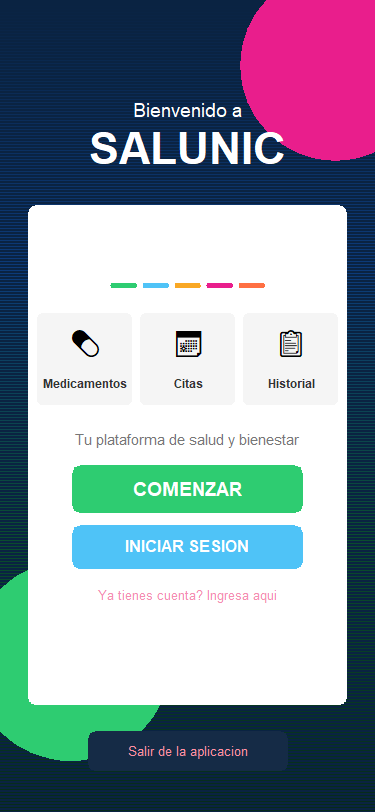 Bienvenido a
SALUNIC
Medicamentos
Citas
Historial
Tu plataforma de salud y bienestar
COMENZAR
INICIAR SESION
Ya tienes cuenta? Ingresa aqui
Salir de la aplicacion